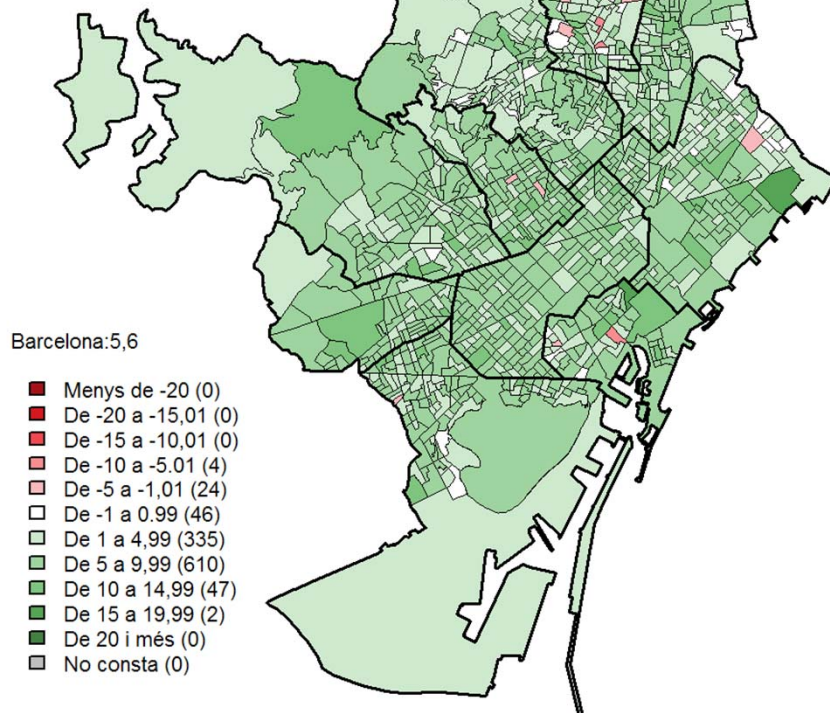 Barcelona:5,6
Menys de -20 (0)
De -20 a -15,01 (0)
De -15 a -10,01 (0)
De -10 a -5.01 (4)
De -5 a -1,01 (24)
De -1 a 0.99 (46)
De 1 a 4,99 (335)
De 5 a 9,99 (610)
De 10 a 14,99 (47)
De 15 a 19,99 (2)
De 20 i més (0)
No consta (0)